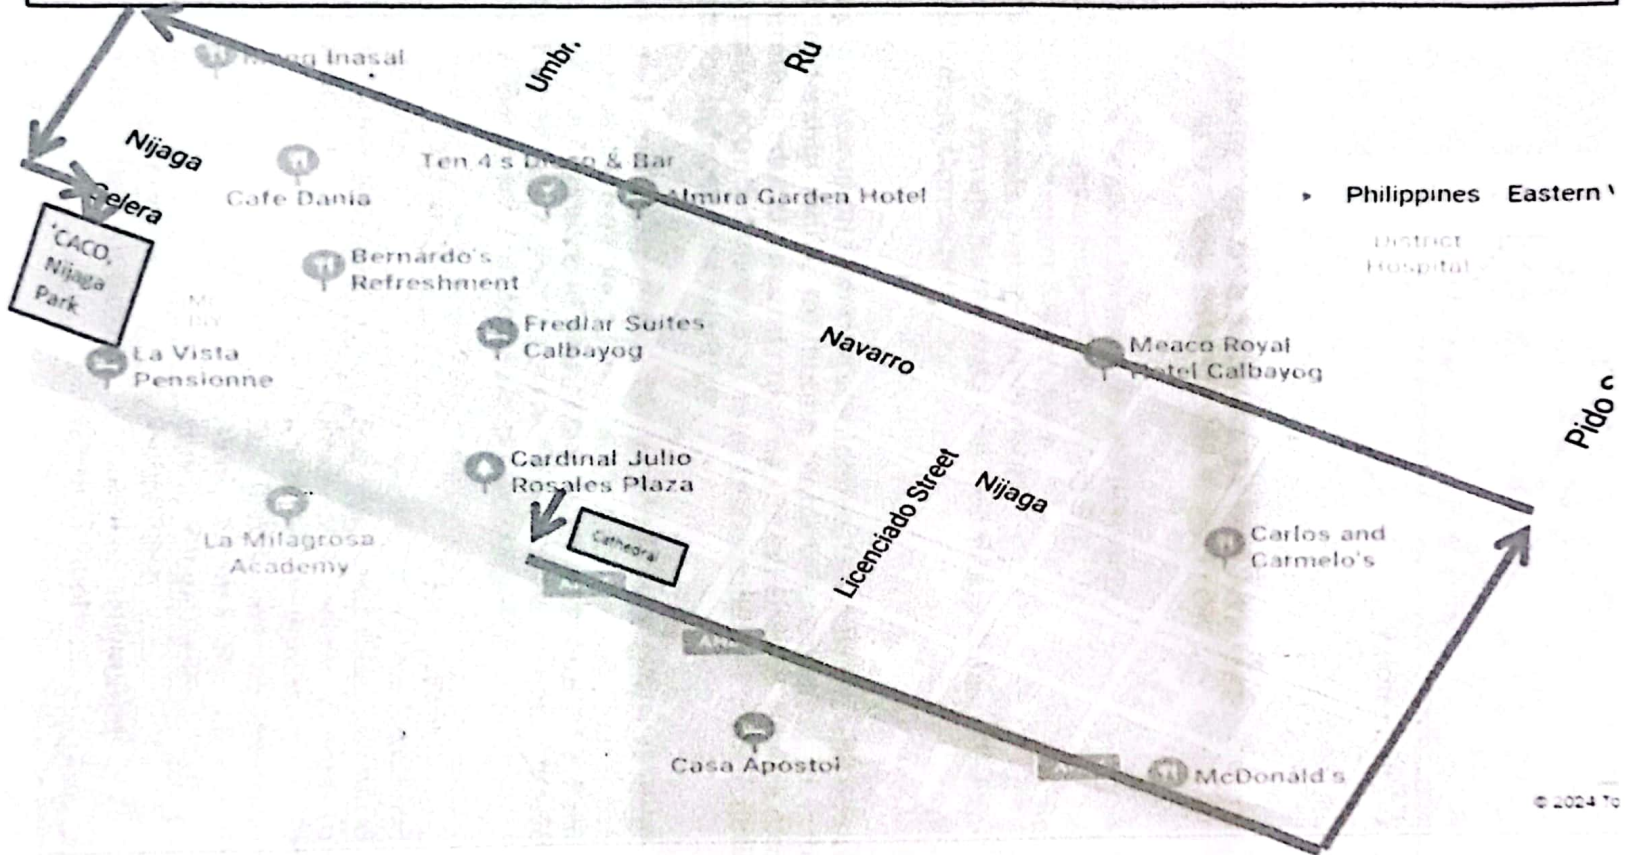 Inasal
Umbr.
Ru
Nijaga
Ten 4 s & Bar
Cafe Dania
Almira Garden Hotel
Philippines Eastern
District
Hospital
Gelera
'CACO,
Nijaga
Park
Bernardo's
Refreshment
Fredlar Suites
Calbayog
Navarro
Meaco Royal
Hotel Calbayog
La Vista
Pensionne
Pido
Cardinal Julio
Rosales Plaza
Licenciado Street
Nijaga
La Milagrosa
Academy
Cathedral
Carlos and
Carmelo's
Casa Apostol
McDonald's
© 2024 To